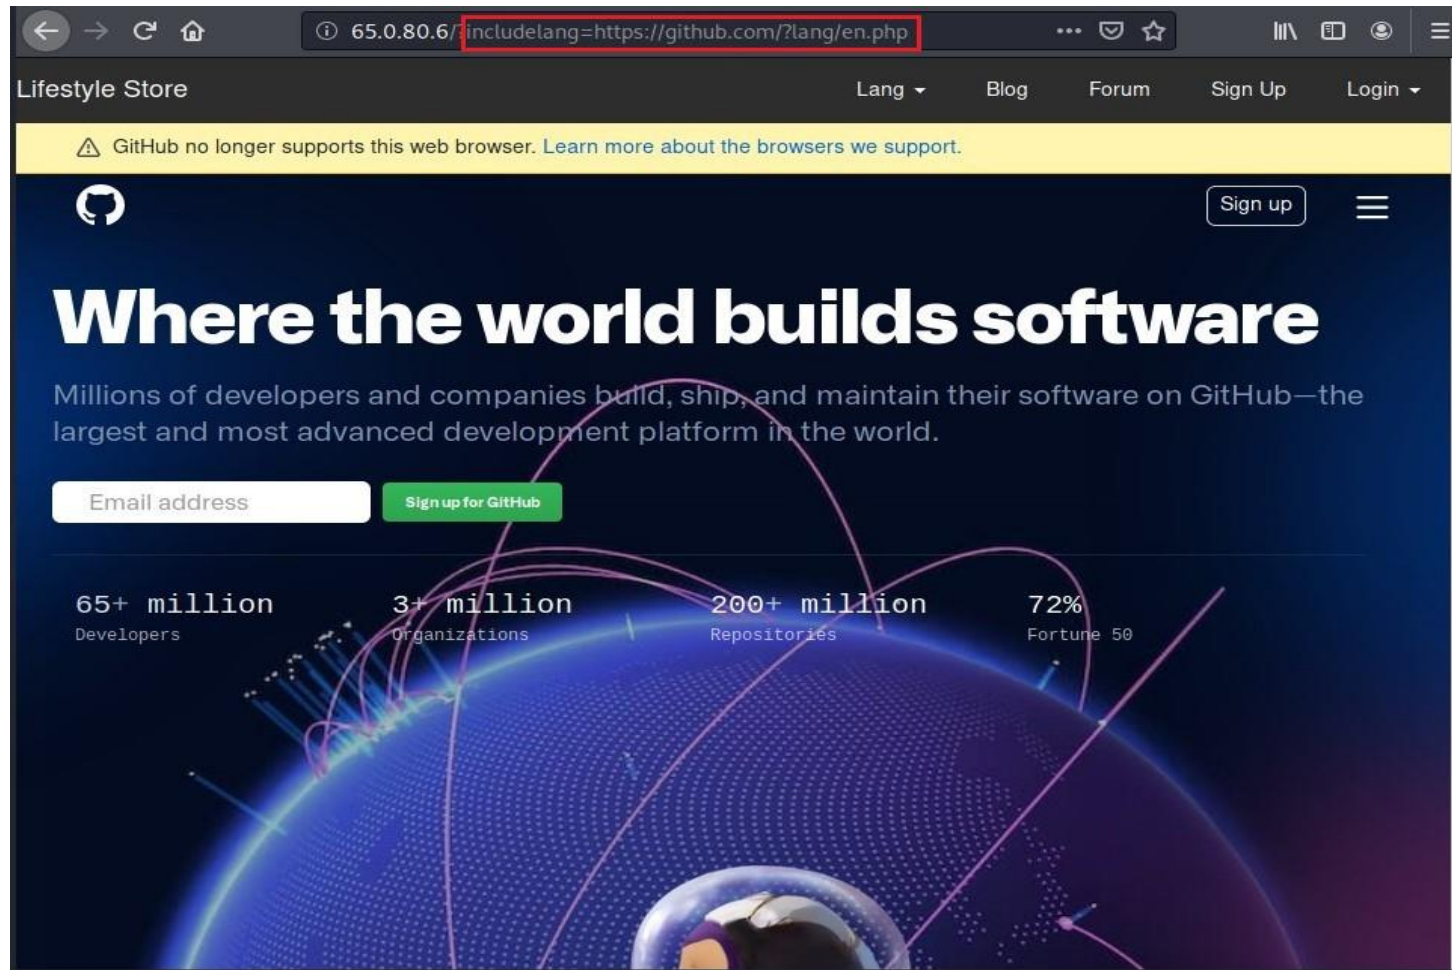 65.0.80.6/?includelang=https://github.com/?lang/en.php
Lifestyle Store Lang Blog Forum Sign Up Login
GitHub no longer supports this web browser. Learn more about the browsers we support.
Sign up
Where the world builds software
Millions of developers and companies build, ship, and maintain their software on GitHub—the
largest and most advanced development platform in the world.
Email address Sign up for GitHub
65+ million 3+ million 200+ million 72%
Developers Organizations Repositories Fortune 50